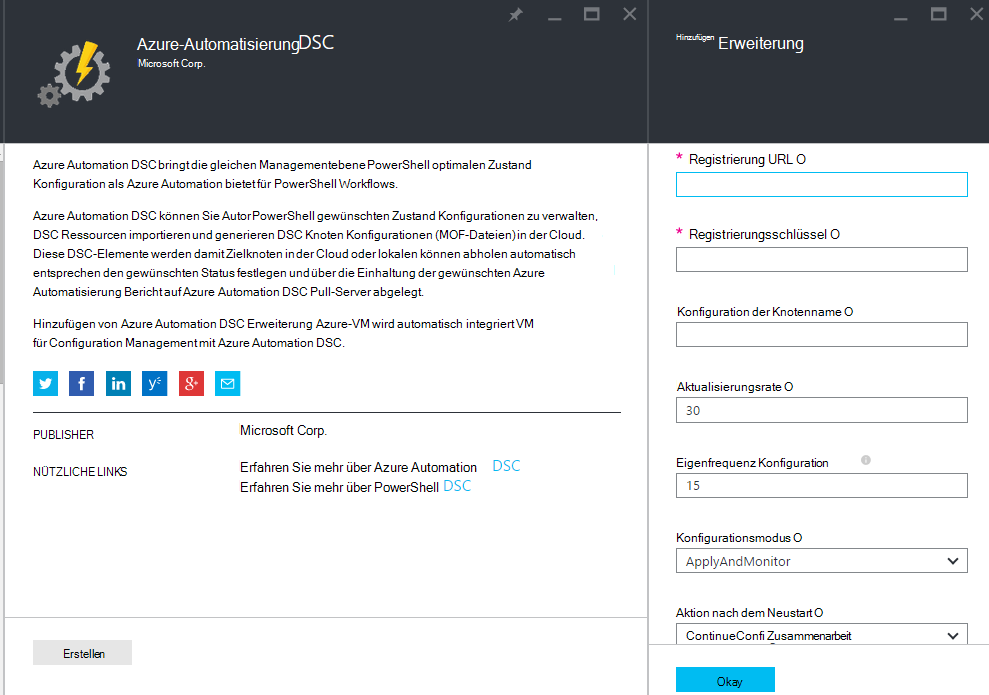 Azure-Automatisierung DSC
Microsoft Corp.
Azure Automation DSC bringt die gleichen Managementebene PowerShell optimalen Zustand
Konfiguration als Azure Automation bietet für PowerShell Workflows.
Azure Automation DSC können Sie Autor PowerShell gewünschten Zustand Konfigurationen zu verwalten,
DSC Ressourcen importieren und generieren DSC Knoten Konfigurationen (MOF-Dateien) in der Cloud.
Diese DSC-Elemente werden damit Zielknoten in der Cloud oder lokalen können abholen automatisch
entsprechen den gewünschten Status festlegen und über die Einhaltung der gewünschten Azure
Automatisierung Bericht auf Azure Automation DSC Pull-Server abgelegt.
Hinzufügen von Azure Automation DSC Erweiterung Azure-VM wird automatisch integriert VM
für Configuration Management mit Azure Automation DSC.
PUBLISHER
Microsoft Corp.
NÜTZLICHE LINKS
Erfahren Sie mehr über Azure Automation DSC
Erfahren Sie mehr über PowerShell DSC
Erstellen
Hinzufügen Erweiterung
* Registrierung URL O
* Registrierungsschlüssel O
Konfiguration der Knotenname O
Aktualisierungsrate O
30
Eigenfrequenz Konfiguration
15
Konfigurationsmodus O
ApplyAndMonitor
Aktion nach dem Neustart O
ContinueConfi Zusammenarbeit
Okay